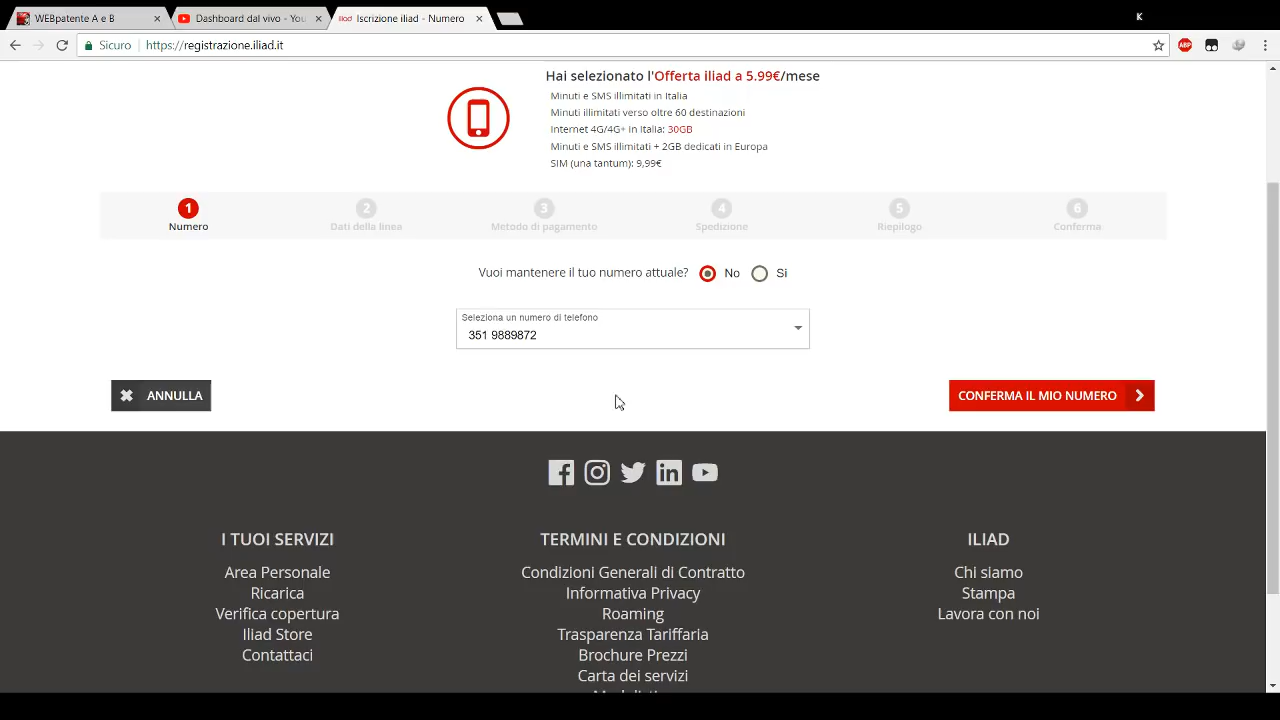 WEBpatente A e B
Dashboard dal vivo - You
iliad Iscrizione iliad - Numero
K
Sicuro https://registrazione.iliad.it
ABP
Hai selezionato l'Offerta iliad a 5.99€/mese
Minuti e SMS illimitati in Italia
Minuti illimitati verso oltre 60 destinazioni
Internet 4G/4G+ in Italia: 30GB
Minuti e SMS illimitati + 2GB dedicati in Europa
SIM (una tantum): 9,99€
1 2 3 4 5 6
Numero Dati della linea Metodo di pagamento Spedizione Riepilogo Conferma
Vuoi mantenere il tuo numero attuale? No Sì
Seleziona un numero di telefono
351 9889872
ANNULLA
CONFERMA IL MIO NUMERO
I TUOI SERVIZI
Area Personale
Ricarica
Verifica copertura
Iliad Store
Contattaci
TERMINI E CONDIZIONI
Condizioni Generali di Contratto
Informativa Privacy
Roaming
Trasparenza Tariffaria
Brochure Prezzi
Carta dei servizi
ILIAD
Chi siamo
Stampa
Lavora con noi